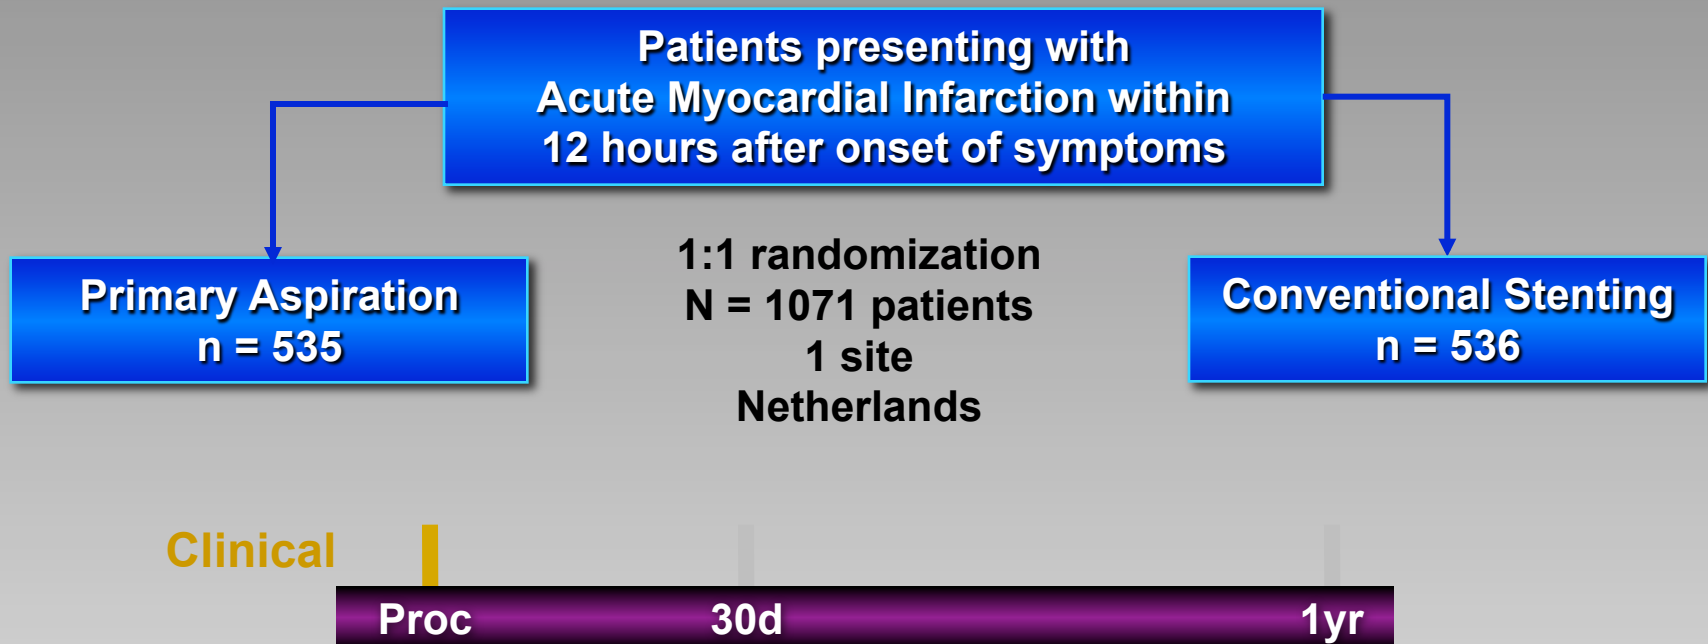 Patients presenting with
Acute Myocardial Infarction within
12 hours after onset of symptoms
Primary Aspiration
n = 535
1:1 randomization
N = 1071 patients
1 site
Netherlands
Conventional Stenting
n = 536
Clinical
Proc 30d 1yr